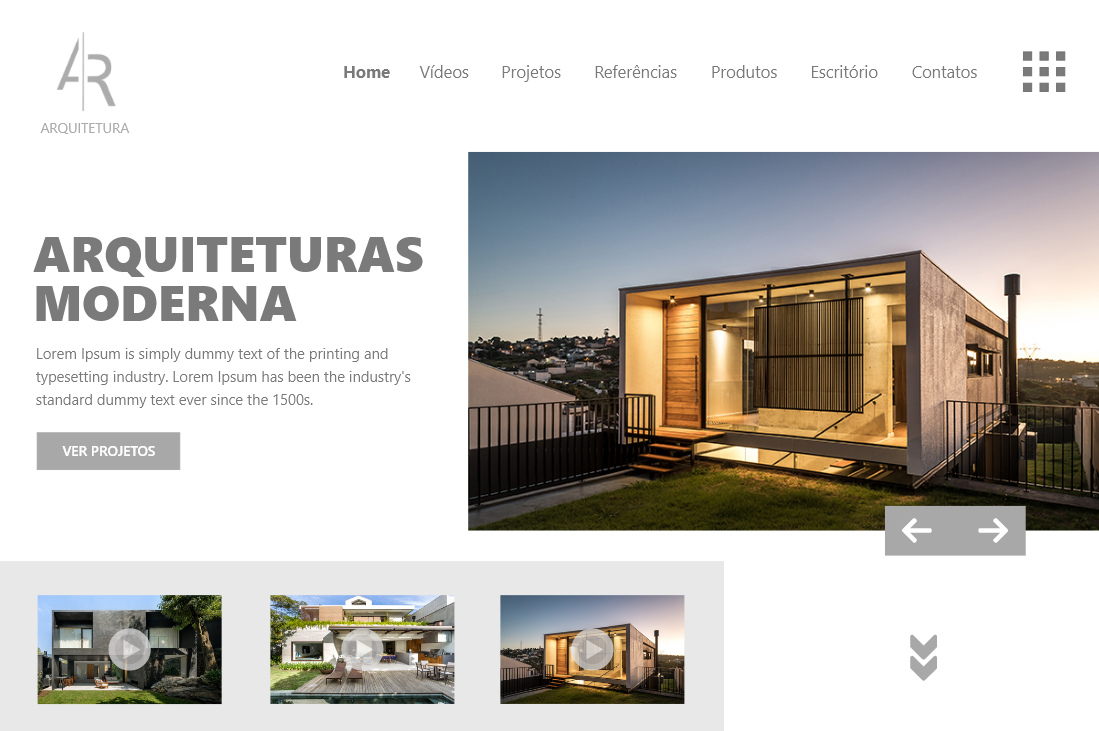 AR
ARQUITETURA
Home Vídeos Projetos Referências Produtos Escritório Contatos
ARQUITETURAS
MODERNA
Lorem Ipsum is simply dummy text of the printing and
typesetting industry. Lorem Ipsum has been the industry's
standard dummy text ever since the 1500s.
VER PROJETOS